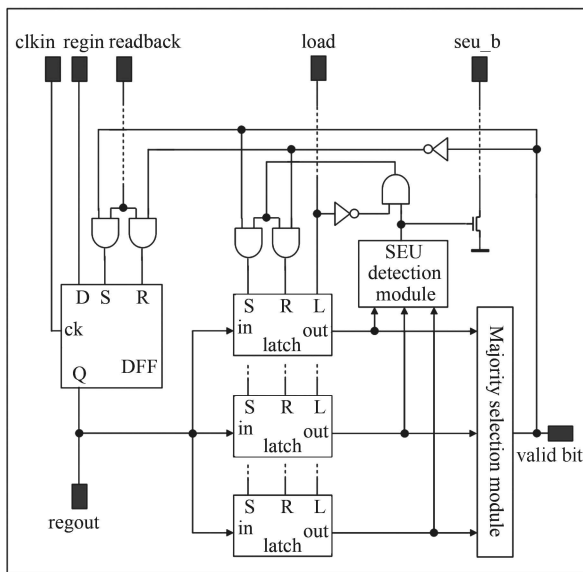 clkin regin readback load seu_b
D S R
ck
Q DFF
SEU
detection
module
S R L
in out
latch
S R L
in out
latch
S R L
in out
latch
Majority selection module
valid bit
regout